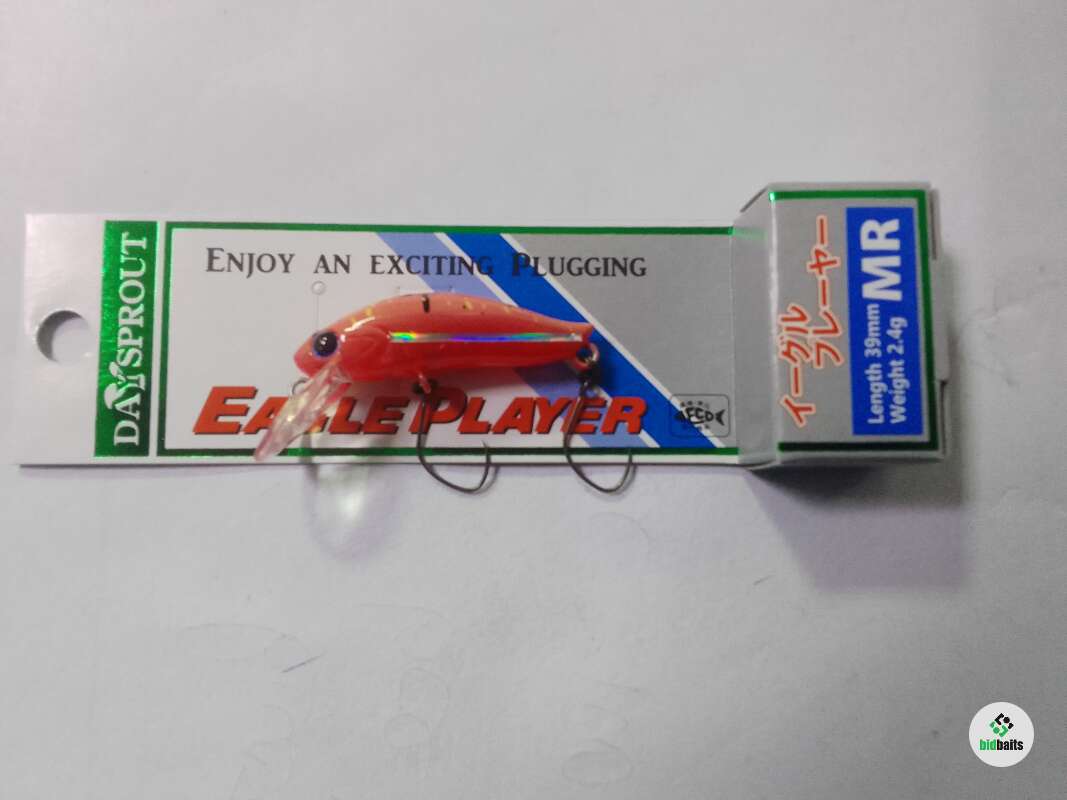 DAYSPROUT
ENJOY AN EXCITING PLUGGING
EAGLE PLAYER
AFCO
イーグル
プレーヤー
Length 39mm
Weight 2.4g
MR
bidbaits